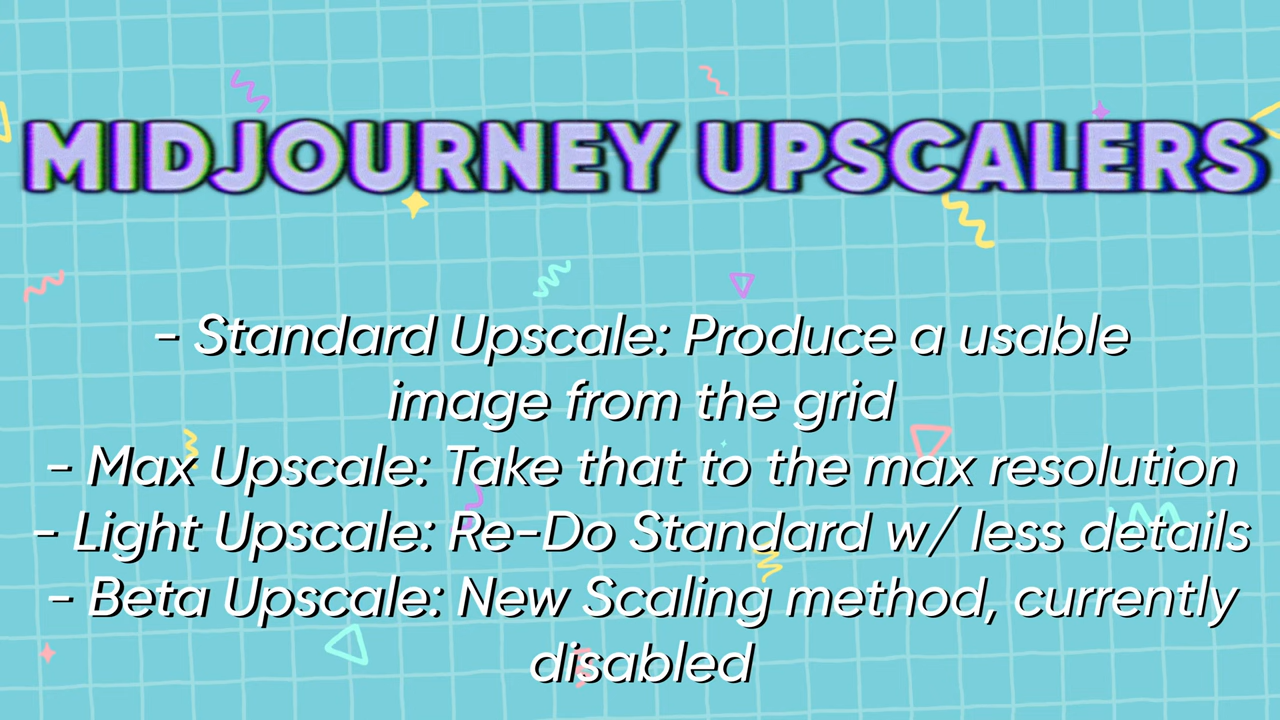 MIDJOURNEY UPSCALERS
- Standard Upscale: Produce a usable
image from the grid
- Max Upscale: Take that to the max resolution
- Light Upscale: Re-Do Standard w/ less details
- Beta Upscale: New Scaling method, currently
disabled